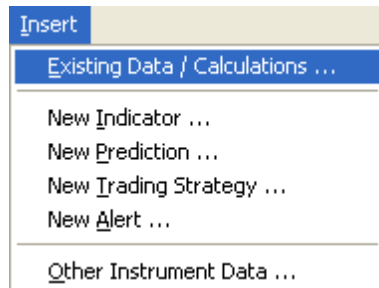 Insert
Existing Data / Calculations ...
New Indicator ...
New Prediction ...
New Trading Strategy ...
New Alert ...
Other Instrument Data ...